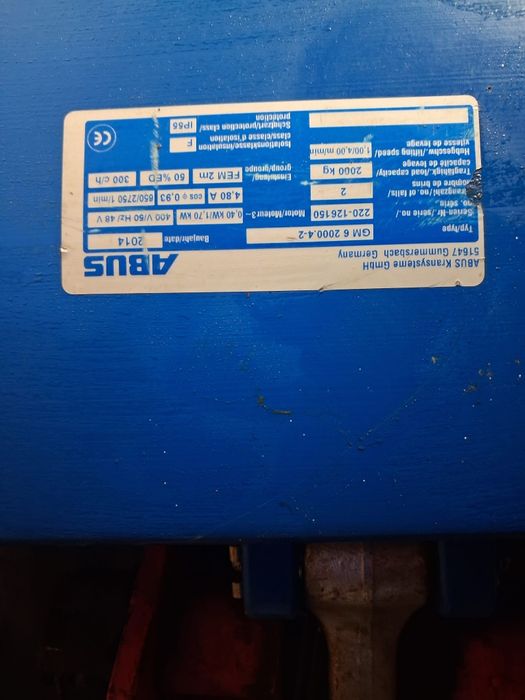 ABUS Kransysteme GmbH
51647 Gummersbach Germany
ABUS
Typ/type
GM 6 2000.4-2
Baujahr/date
2014
Serien Nr/serial no./
no. série
220-126150
Motor/Moteur 3~
0,40 kW/1,70 kW
400 V/50 Hz/48 V
Strangzahl/no. of falls/
nombre de brins
2
4.80 A
cos φ 0,93
650/2750 1/min
Tragfähigk./load capacity/
capacité de levage
2000 kg
Einstufung/
group/groupe
FEM 2m
50 %ED
300 c/h
Hubgeschw./lifting speed/
vitesse de levage
1,00/4,00 m/min
Isolationsklasse/insulation
class/classe d'isolation
F
Schutzart/protection class/
protection
IP55
CE